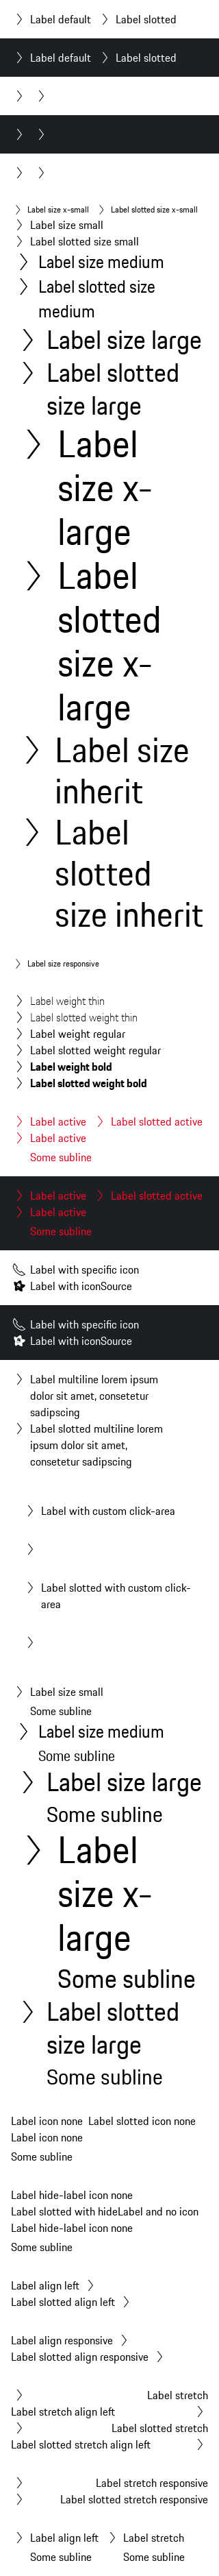 Label default Label slotted
Label default Label slotted
Label size x-small Label slotted size x-small
Label size small
Label slotted size small
Label size medium
Label slotted size
medium
Label size large
Label slotted
size large
Label
size x-
large
Label
slotted
size x-
large
Label size
inherit
Label
slotted
size inherit
Label size responsive
Label weight thin
Label slotted weight thin
Label weight regular
Label slotted weight regular
Label weight bold
Label slotted weight bold
Label active Label slotted active
Label active
Some subline
Label active Label slotted active
Label active
Some subline
Label with specific icon
Label with iconSource
Label with specific icon
Label with iconSource
Label multiline lorem ipsum
dolor sit amet, consetetur
sadipscing
Label slotted multiline lorem
ipsum dolor sit amet,
consetetur sadipscing
Label with custom click-area
Label slotted with custom click-
area
Label size small
Some subline
Label size medium
Some subline
Label size large
Some subline
Label
size x-
large
Some subline
Label slotted
size large
Some subline
Label icon none Label slotted icon none
Label icon none
Some subline
Label hide-label icon none
Label slotted with hideLabel and no icon
Label hide-label icon none
Some subline
Label align left
Label slotted align left
Label align responsive
Label slotted align responsive
Label stretch
Label stretch align left
Label slotted stretch
Label slotted stretch align left
Label stretch responsive
Label slotted stretch responsive
Label align left Label stretch
Some subline Some subline